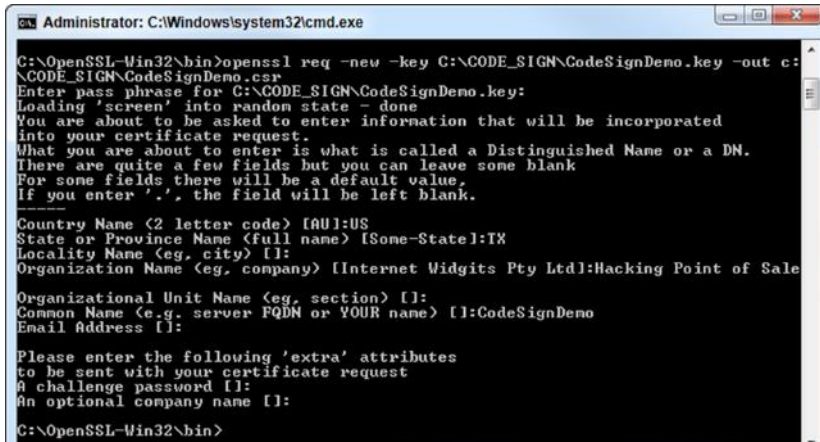 Administrator: C:\Windows\system32\cmd.exe
C:\OpenSSL-Win32\bin>openssl req -new -key C:\CODE_SIGN\CodeSignDemo.key -out c:
\CODE_SIGN\CodeSignDemo.csr
Enter pass phrase for C:\CODE_SIGN\CodeSignDemo.key:
Loading 'screen' into random state - done
You are about to be asked to enter information that will be incorporated
into your certificate request.
What you are about to enter is what is called a Distinguished Name or a DN.
There are quite a few fields but you can leave some blank
For some fields there will be a default value,
If you enter '.', the field will be left blank.
-----
Country Name (2 letter code) [AU]:US
State or Province Name (full name) [Some-State]:TX
Locality Name (eg, city) []:
Organization Name (eg, company) [Internet Widgits Pty Ltd]:Hacking Point of Sale
Organizational Unit Name (eg, section) []:
Common Name (e.g. server FQDN or YOUR name) []:CodeSignDemo
Email Address []:
Please enter the following 'extra' attributes
to be sent with your certificate request
A challenge password []:
An optional company name []:
C:\OpenSSL-Win32\bin>